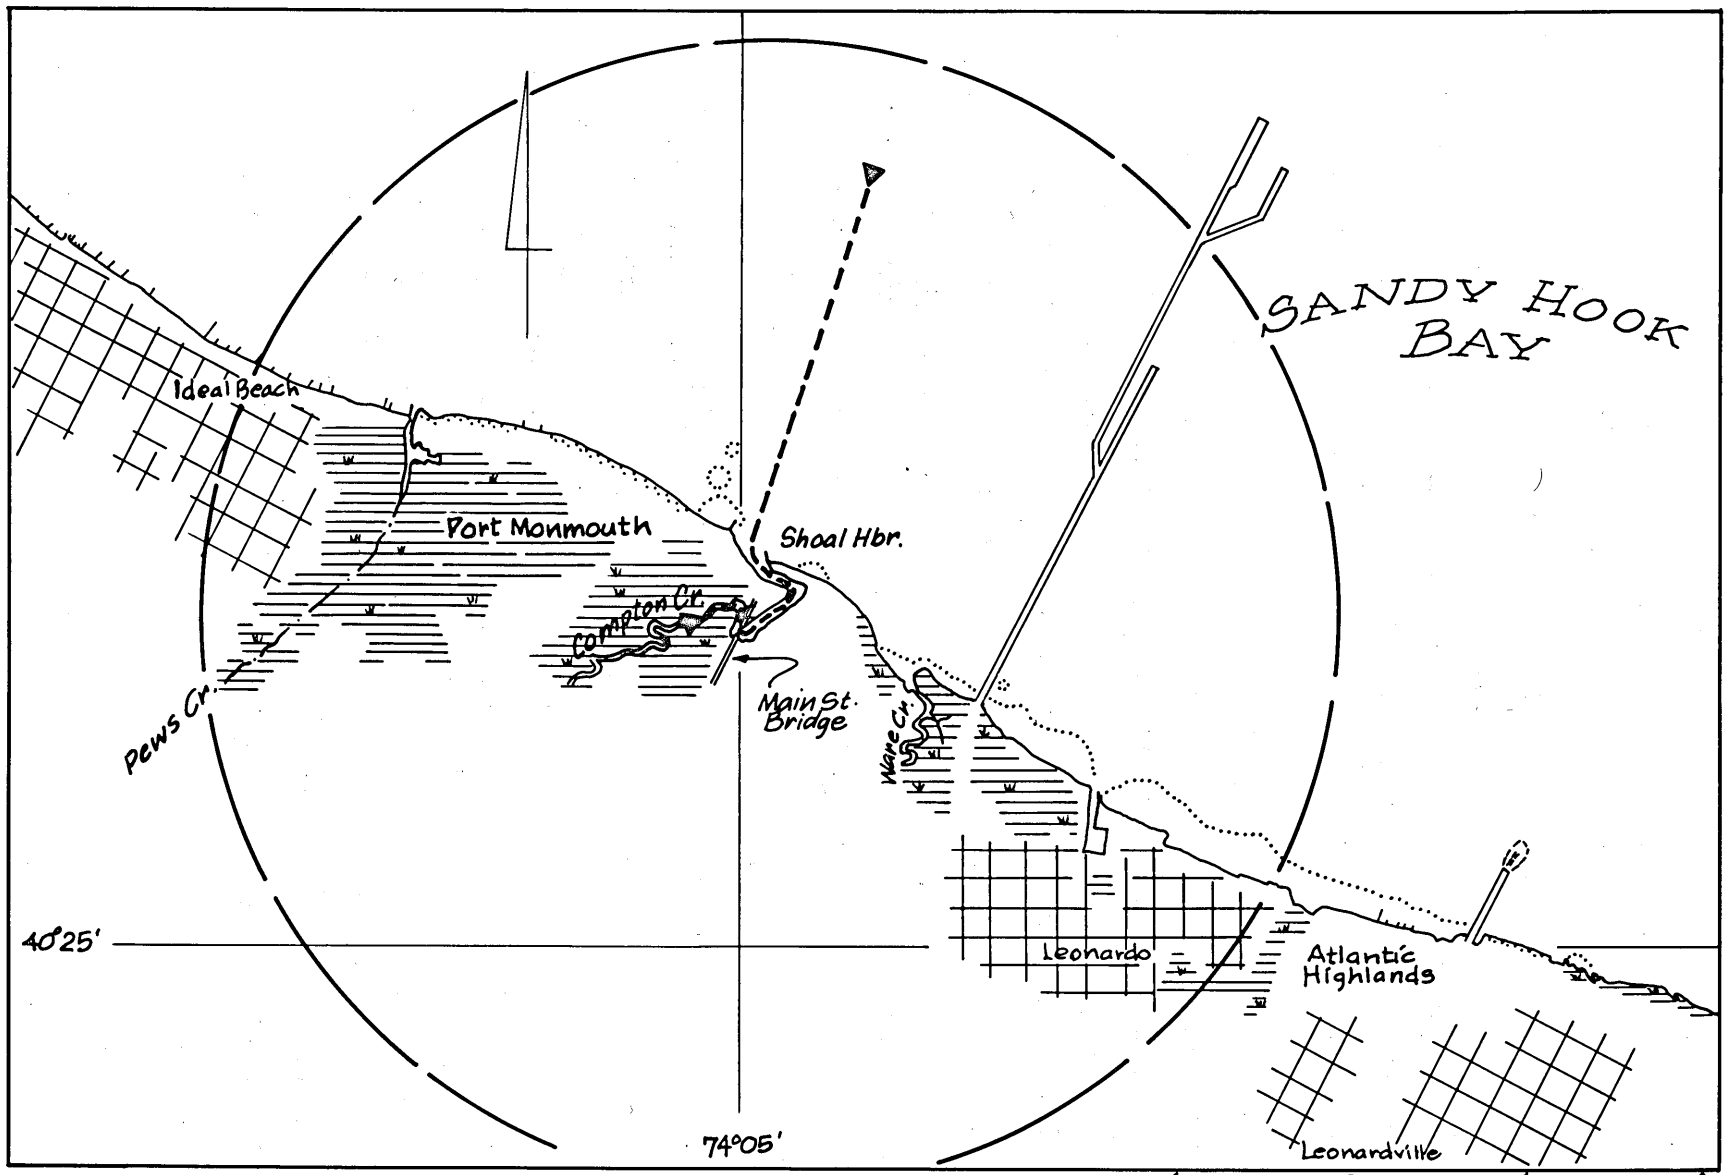 SANDY HOOK
BAY
Ideal Beach
Port Monmouth
Shoal Hbr.
Compton Cr.
Pews Cr.
Main St.
Bridge
Ware Cr.
40°25'
Leonardo
Atlantic
Highlands
74°05'
Leonardville